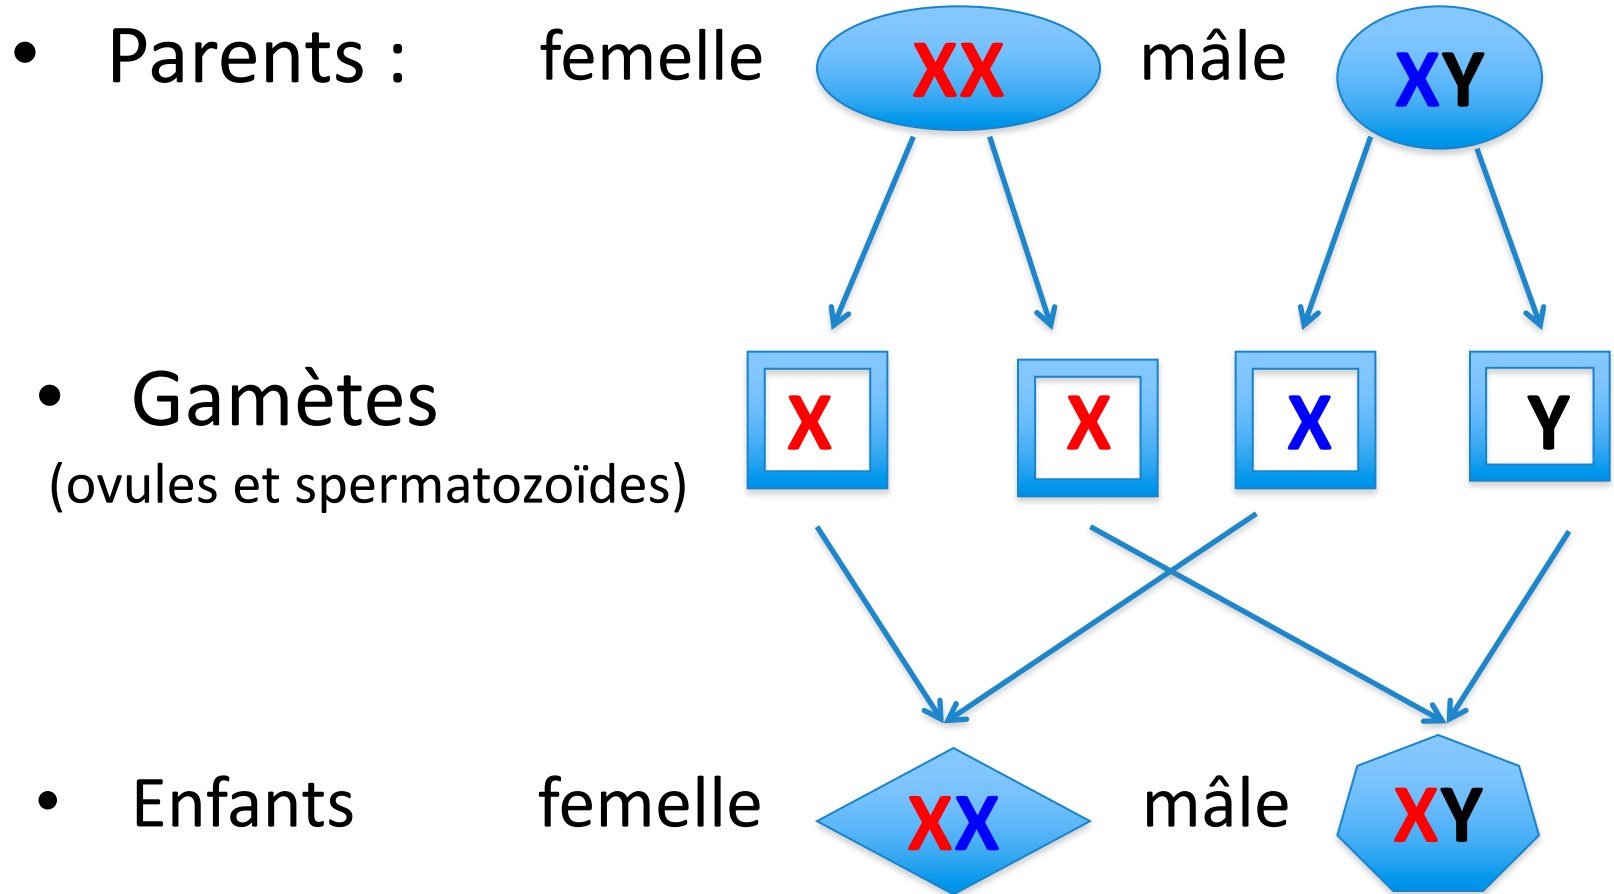 • Parents : femelle XX mâle XY
• Gamètes X X X Y
(ovules et spermatozoïdes)
• Enfants femelle XX mâle XY